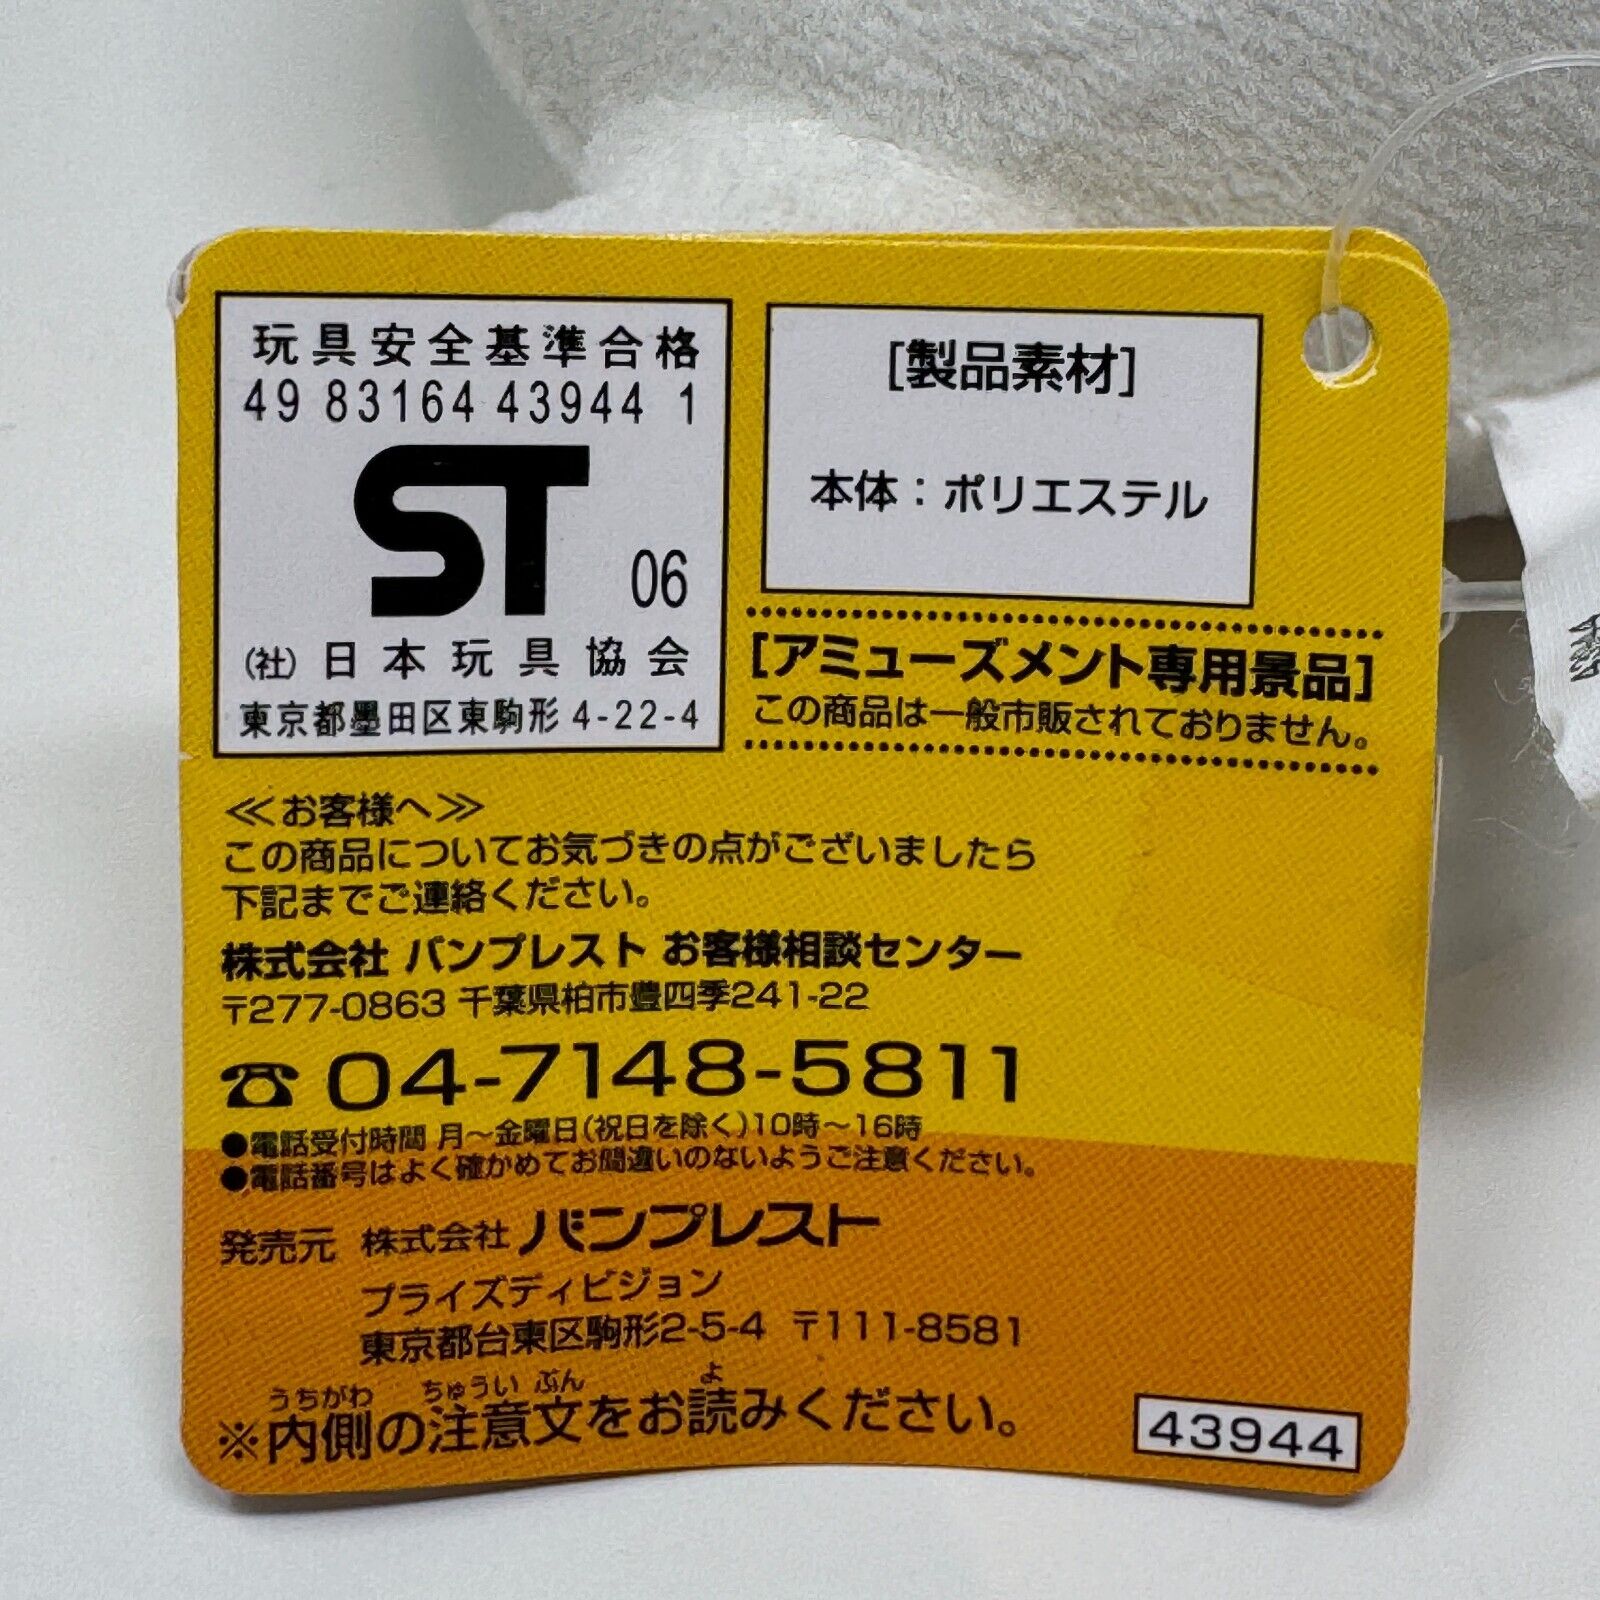 玩具安全基準合格
49 83164 43944 1
ST 06
(社)日本玩具協会
東京都墨田区東駒形 4-22-4
[製品素材]
本体：ポリエステル
[アミューズメント専用景品]
この商品は一般市販されておりません。
≪お客様へ≫
この商品についてお気づきの点がございましたら
下記までご連絡ください。
株式会社 バンプレスト お客様相談センター
〒277-0863 千葉県柏市豊四季241-22
☎04-7148-5811
●電話受付時間 月～金曜日(祝日を除く)10時～16時
●電話番号はよく確かめてお間違いのないようご注意ください。
発売元 株式会社バンプレスト
プライズディビジョン
東京都台東区駒形2-5-4 〒111-8581
うちがわ ちゅうい ぶん よ
※内側の注意文をお読みください。
43944